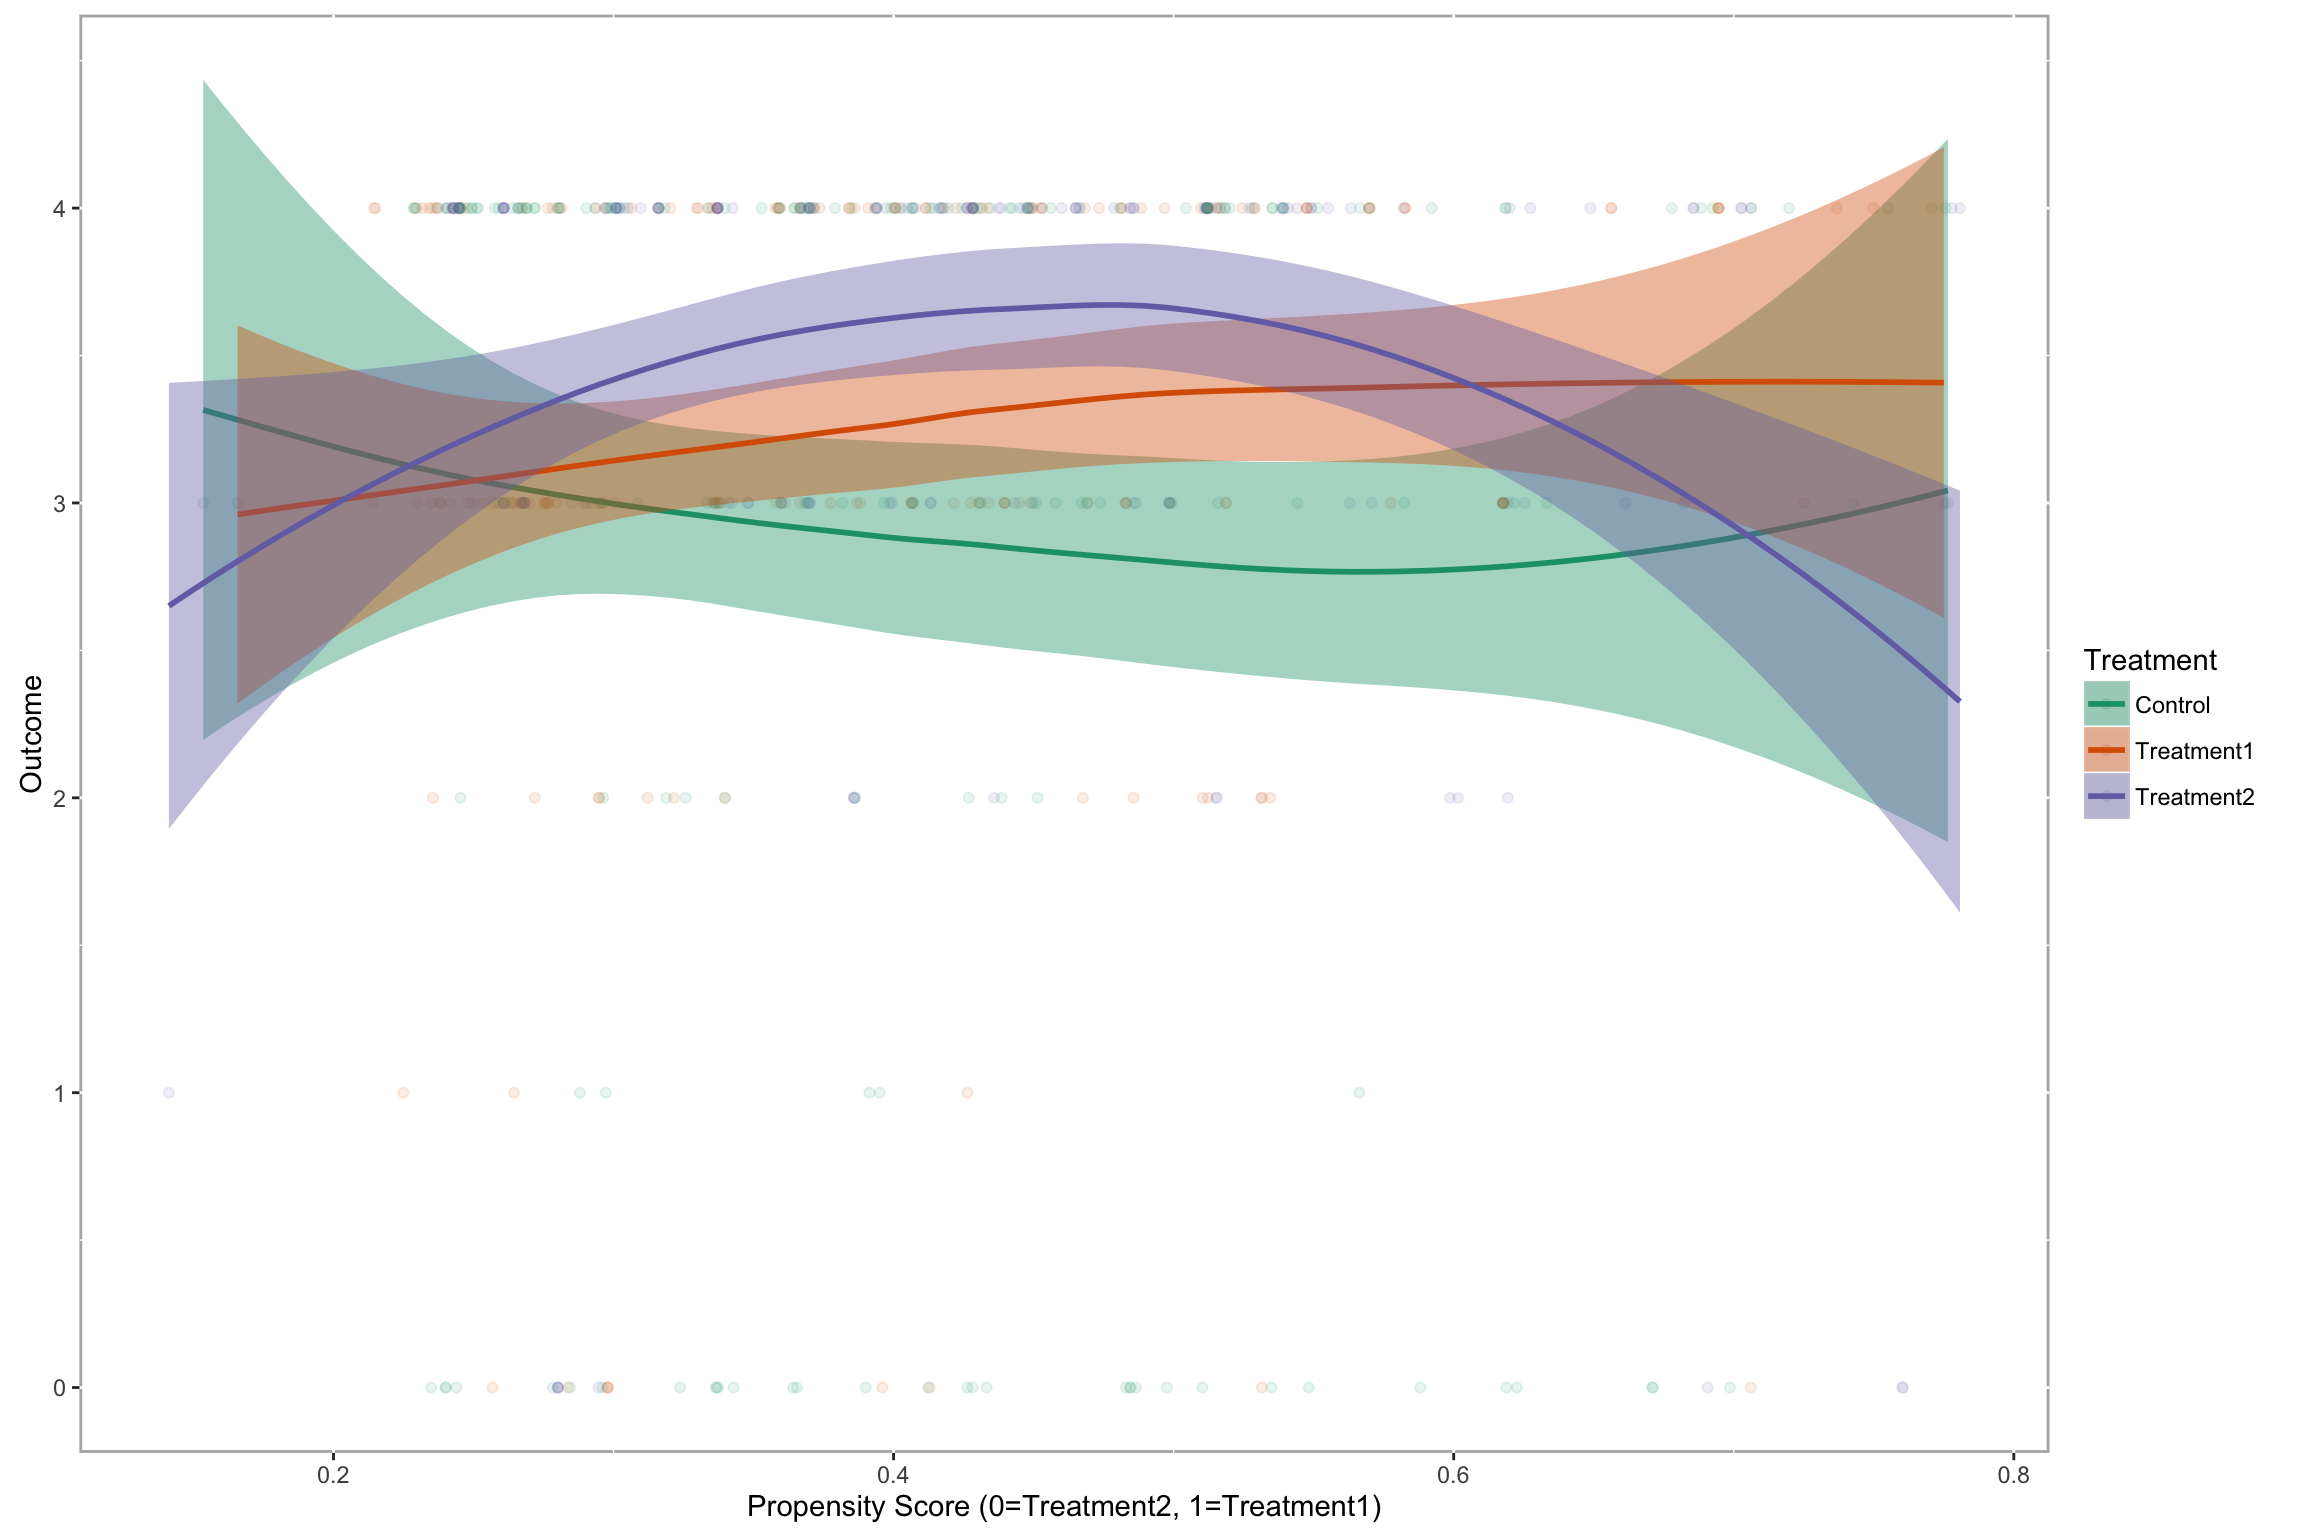 4
3
2
1
0
Outcome
0.2
0.4
0.6
0.8
Propensity Score (0=Treatment2, 1=Treatment1)
Treatment
Control
Treatment1
Treatment2